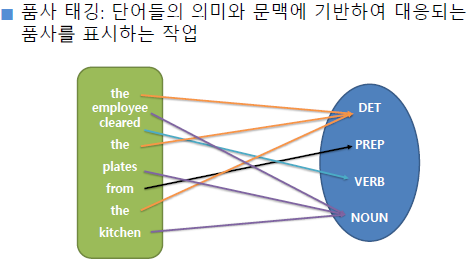 품사 태깅: 단어들의 의미와 문맥에 기반하여 대응되는
품사를 표시하는 작업
the
employee
cleared
the
plates
from
the
kitchen
DET
PREP
VERB
NOUN